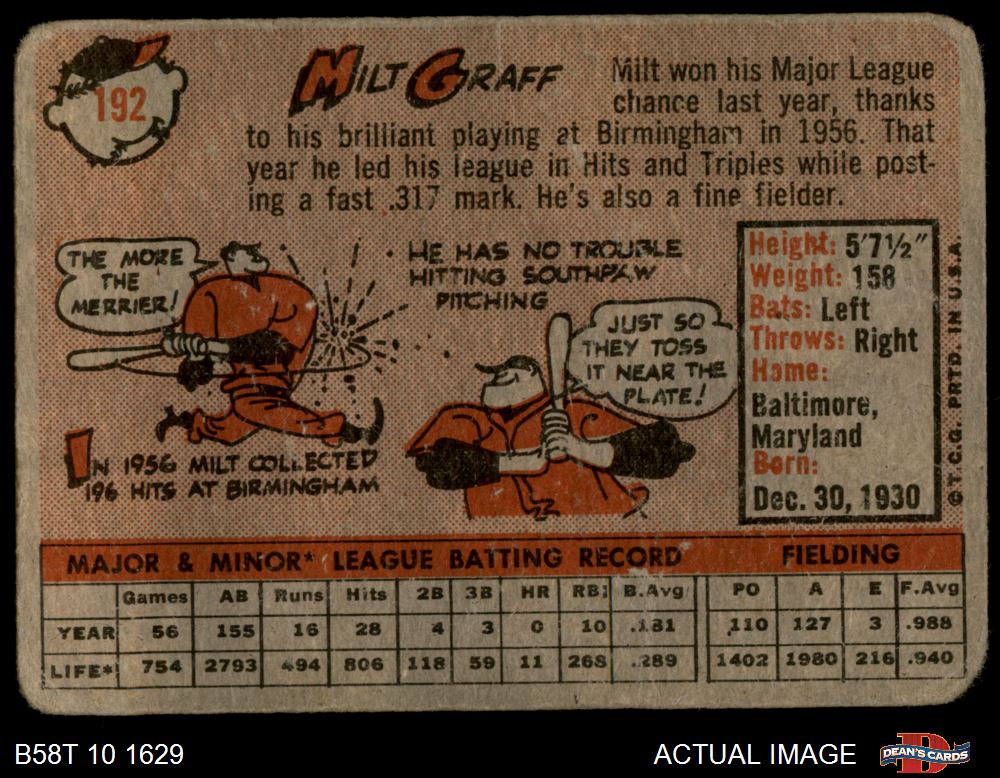 192
MILT GRAFF
Milt won his Major League
chance last year, thanks
to his brilliant playing at Birmingham in 1956. That
year he led his league in Hits and Triples while post-
ing a fast .317 mark. He's also a fine fielder.
THE MORE
THE
MERRIER!
IN 1956 MILT COLLECTED
196 HITS AT BIRMINGHAM
HE HAS NO TROUBLE
HITTING SOUTHPAW
PITCHING
JUST SO
THEY TOSS
IT NEAR THE
PLATE!
Height: 5'7½"
Weight: 158
Bats: Left
Throws: Right
Home:
Baltimore,
Maryland
Born:
Dec. 30, 1930
© T.C.G. PRTD. IN U.S.A.
MAJOR & MINOR* LEAGUE BATTING RECORD FIELDING
Games AB Runs Hits 2B 3B HR RBI B.Avg PO A E F.Avg
YEAR 56 155 16 28 4 3 0 10 .181 110 127 3 .988
LIFE* 754 2793 494 806 118 59 11 268 .289 1402 1980 216 .940
B58T 10 1629
ACTUAL IMAGE
DEAN'S CARDS